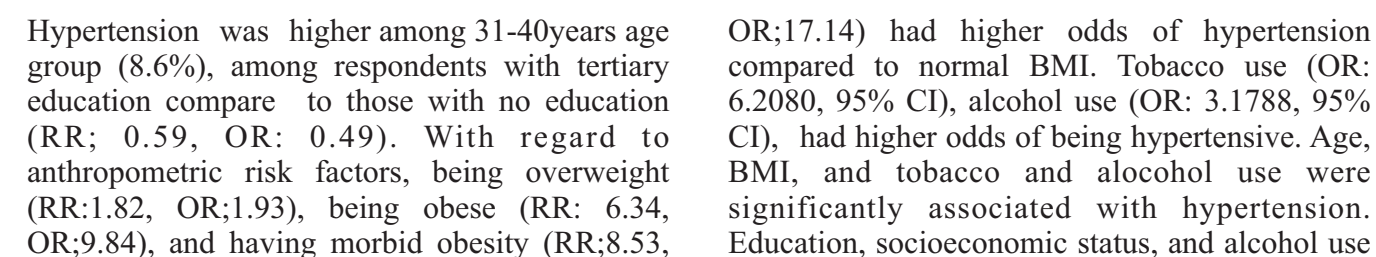 Hypertension was higher among 31-40years age
group (8.6%), among respondents with tertiary
education compare to those with no education
(RR; 0.59, OR: 0.49). With regard to
anthropometric risk factors, being overweight
(RR:1.82, OR;1.93), being obese (RR: 6.34,
OR;9.84), and having morbid obesity (RR;8.53,
OR;17.14) had higher odds of hypertension
compared to normal BMI. Tobacco use (OR:
6.2080, 95% CI), alcohol use (OR: 3.1788, 95%
CI), had higher odds of being hypertensive. Age,
BMI, and tobacco and alocohol use were
significantly associated with hypertension.
Education, socioeconomic status, and alcohol use